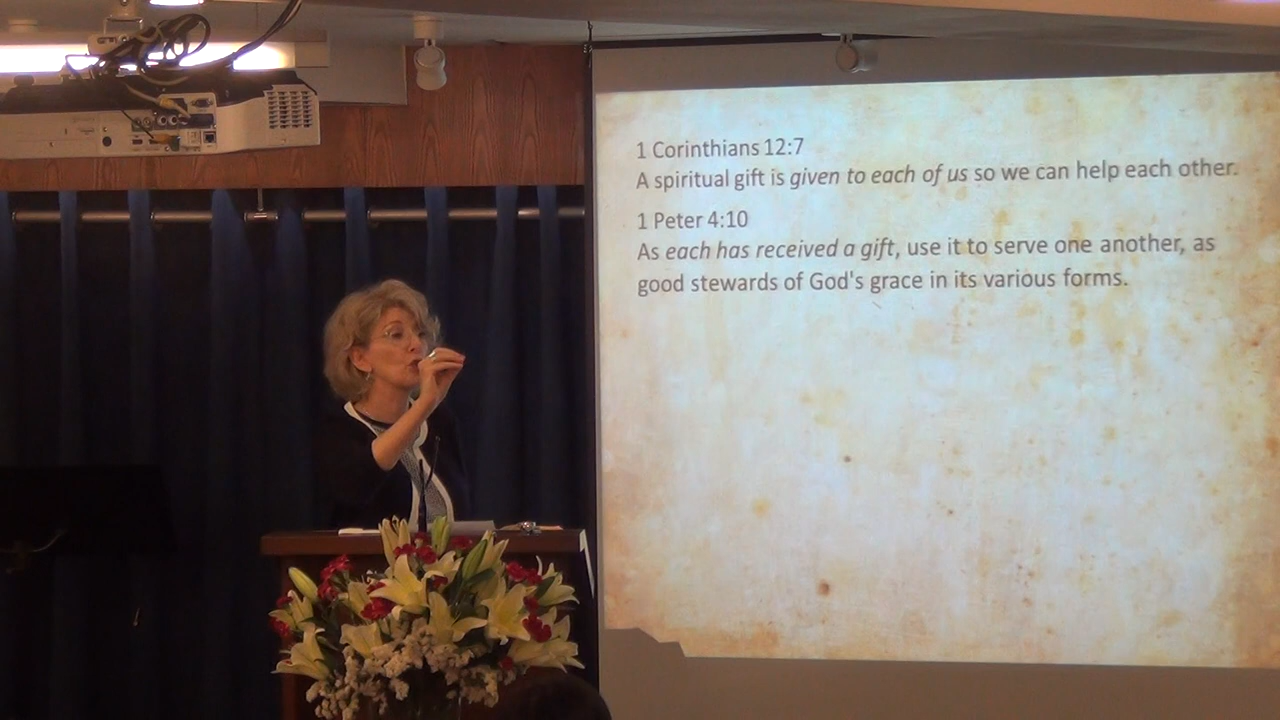 1 Corinthians 12:7
A spiritual gift is given to each of us so we can help each other.
1 Peter 4:10
As each has received a gift, use it to serve one another, as
good stewards of God's grace in its various forms.